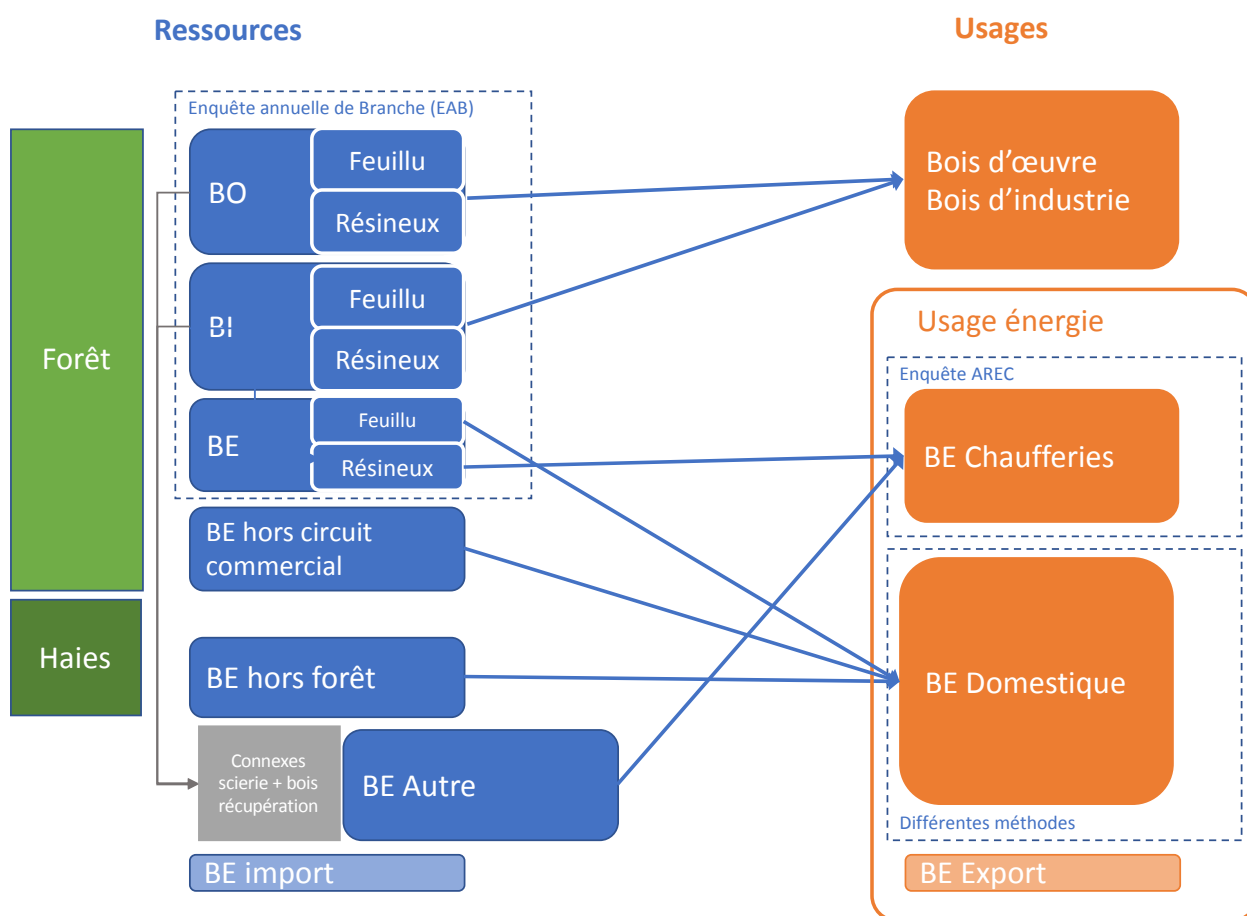 Ressources
Usages
Enquête annuelle de Branche (EAB)
Forêt
Haies
BO
Feuillu
Résineux
BI
Feuillu
Résineux
BE
Feuillu
Résineux
BE hors circuit
commercial
BE hors forêt
Connexes
scierie + bois
récupération
BE Autre
BE import
Bois d’œuvre
Bois d’industrie
Usage énergie
Enquête AREC
BE Chaufferies
BE Domestique
Différentes méthodes
BE Export